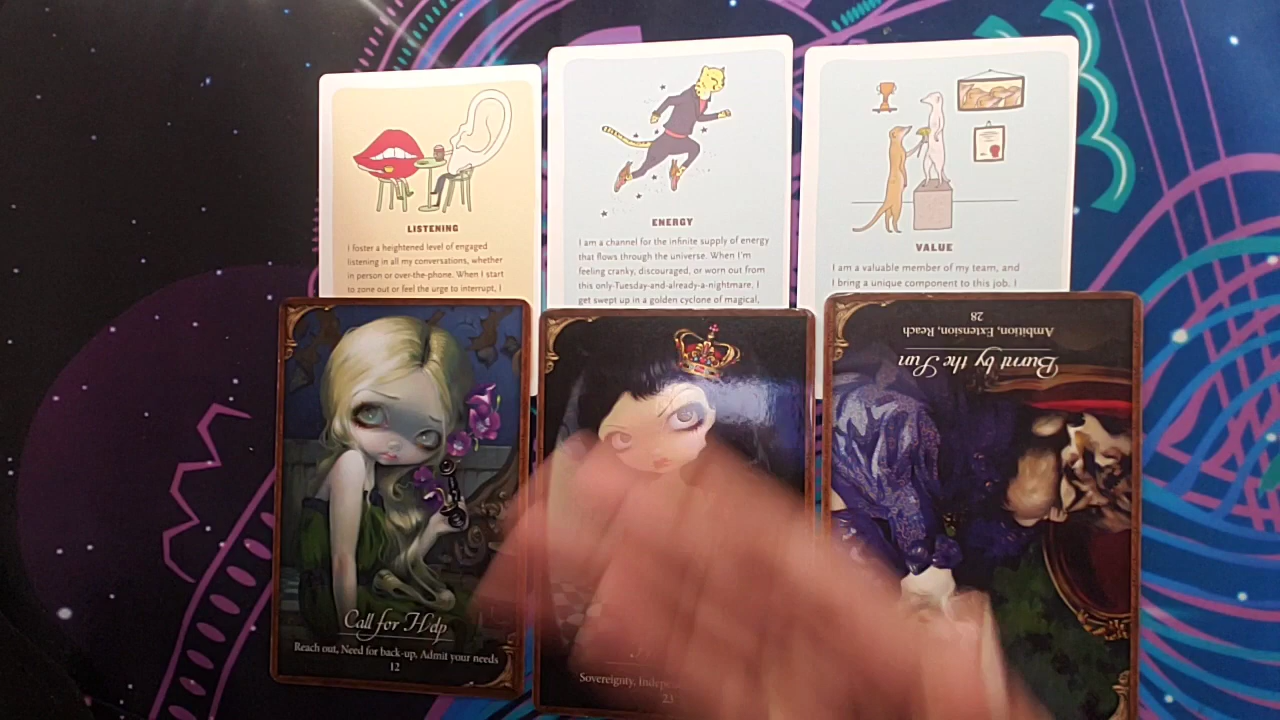 LISTENING
I foster a heightened level of engaged
listening in all my conversations, whether
in person or over-the-phone. When I start
to zone out or feel the urge to interrupt, I
ENERGY
I am a channel for the infinite supply of energy
that flows through the universe. When I'm
feeling cranky, discouraged, or worn out from
this only-Tuesday-and-already-a-nightmare, I
get swept up in a golden cyclone of magical,
VALUE
I am a valuable member of my team, and
I bring a unique component to this job. I
Call for Help
Reach out, Need for back-up, Admit your needs
12
Sovereignty,
23
Burnt by the Sun
Ambition, Extension, Reach
28